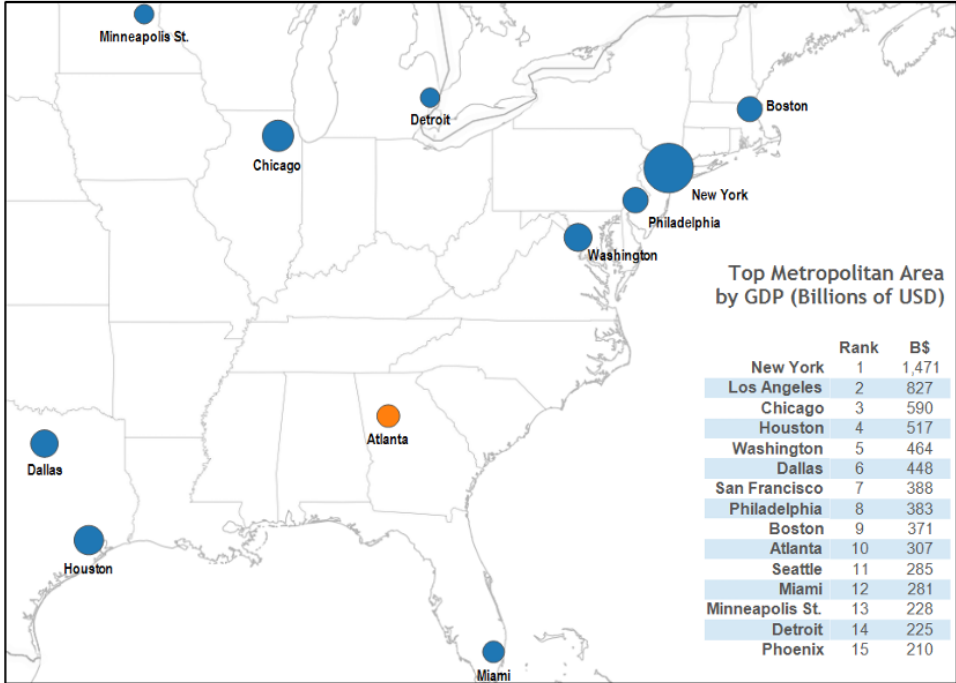 Minneapolis St.
Detroit
Boston
Chicago
New York
Philadelphia
Washington
Atlanta
Dallas
Houston
Miami
Top Metropolitan Area
by GDP (Billions of USD)
Rank B$
New York 1 1,471
Los Angeles 2 827
Chicago 3 590
Houston 4 517
Washington 5 464
Dallas 6 448
San Francisco 7 388
Philadelphia 8 383
Boston 9 371
Atlanta 10 307
Seattle 11 285
Miami 12 281
Minneapolis St. 13 228
Detroit 14 225
Phoenix 15 210